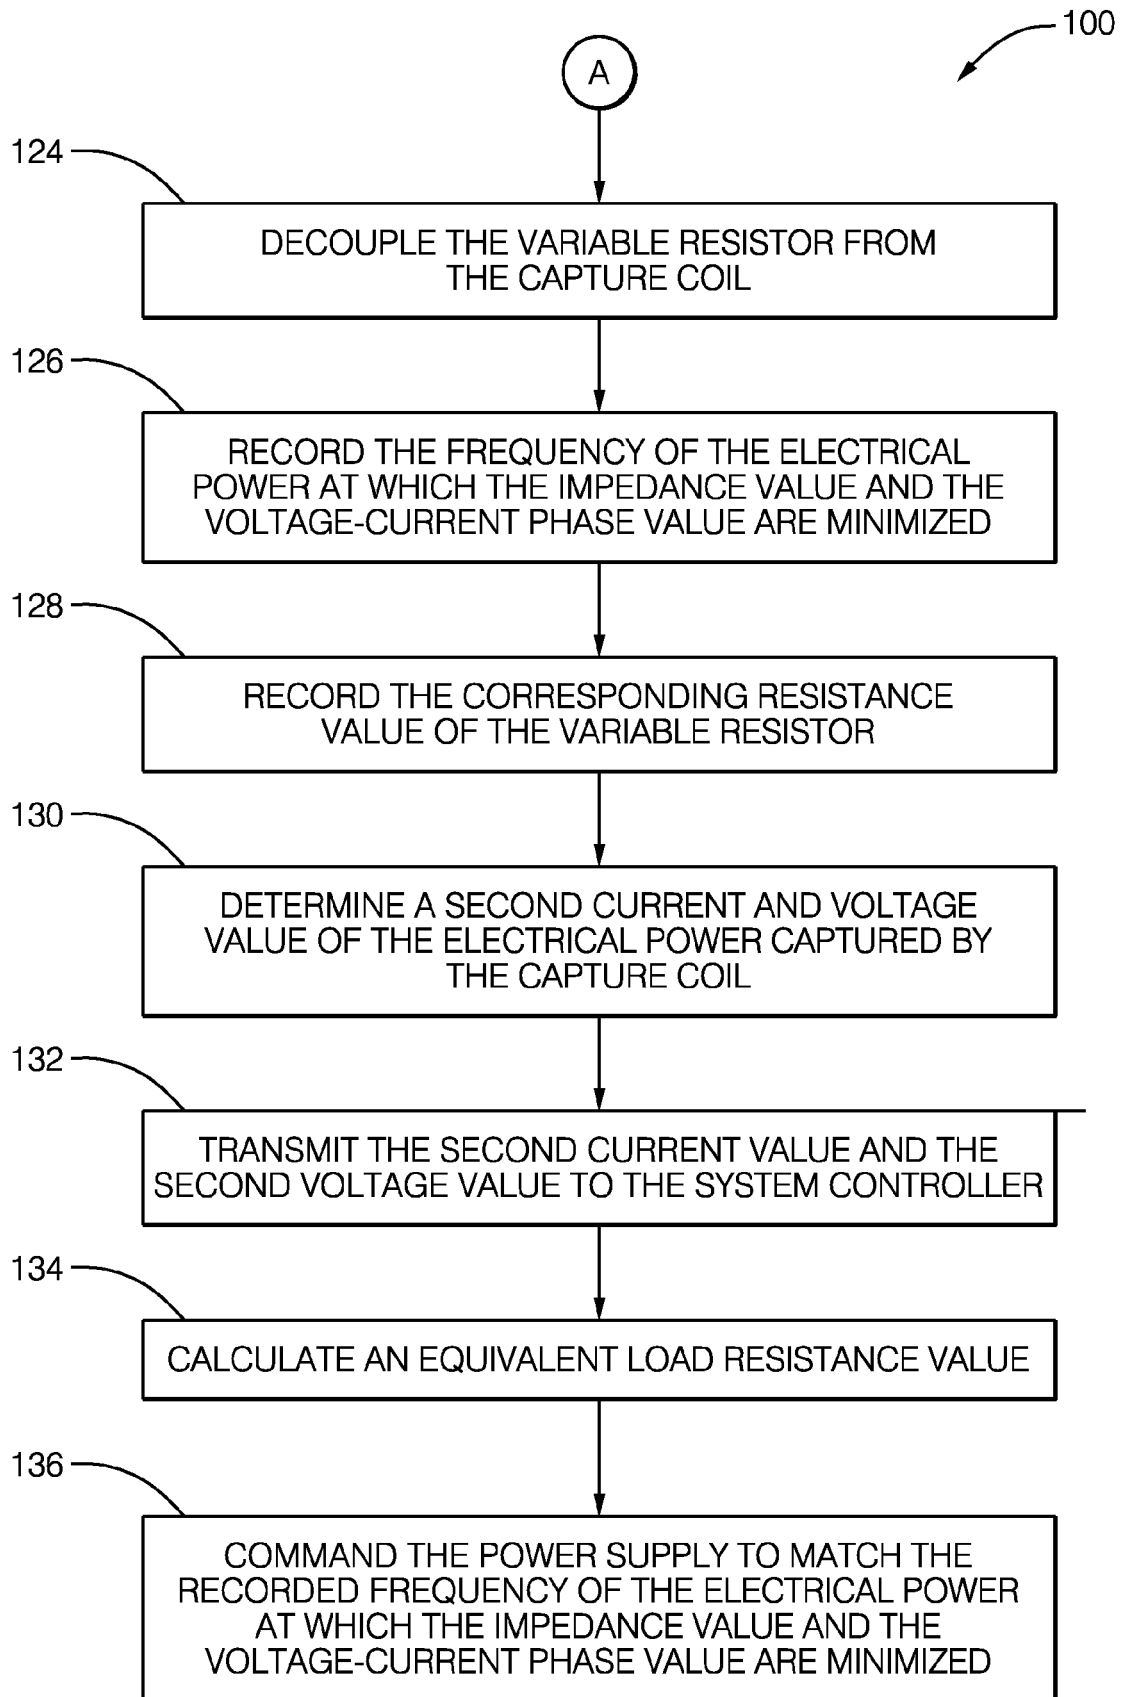 100
A
124
DECOUPLE THE VARIABLE RESISTOR FROM
THE CAPTURE COIL
126
RECORD THE FREQUENCY OF THE ELECTRICAL
POWER AT WHICH THE IMPEDANCE VALUE AND THE
VOLTAGE-CURRENT PHASE VALUE ARE MINIMIZED
128
RECORD THE CORRESPONDING RESISTANCE
VALUE OF THE VARIABLE RESISTOR
130
DETERMINE A SECOND CURRENT AND VOLTAGE
VALUE OF THE ELECTRICAL POWER CAPTURED BY
THE CAPTURE COIL
132
TRANSMIT THE SECOND CURRENT VALUE AND THE
SECOND VOLTAGE VALUE TO THE SYSTEM CONTROLLER
134
CALCULATE AN EQUIVALENT LOAD RESISTANCE VALUE
136
COMMAND THE POWER SUPPLY TO MATCH THE
RECORDED FREQUENCY OF THE ELECTRICAL POWER
AT WHICH THE IMPEDANCE VALUE AND THE
VOLTAGE-CURRENT PHASE VALUE ARE MINIMIZED